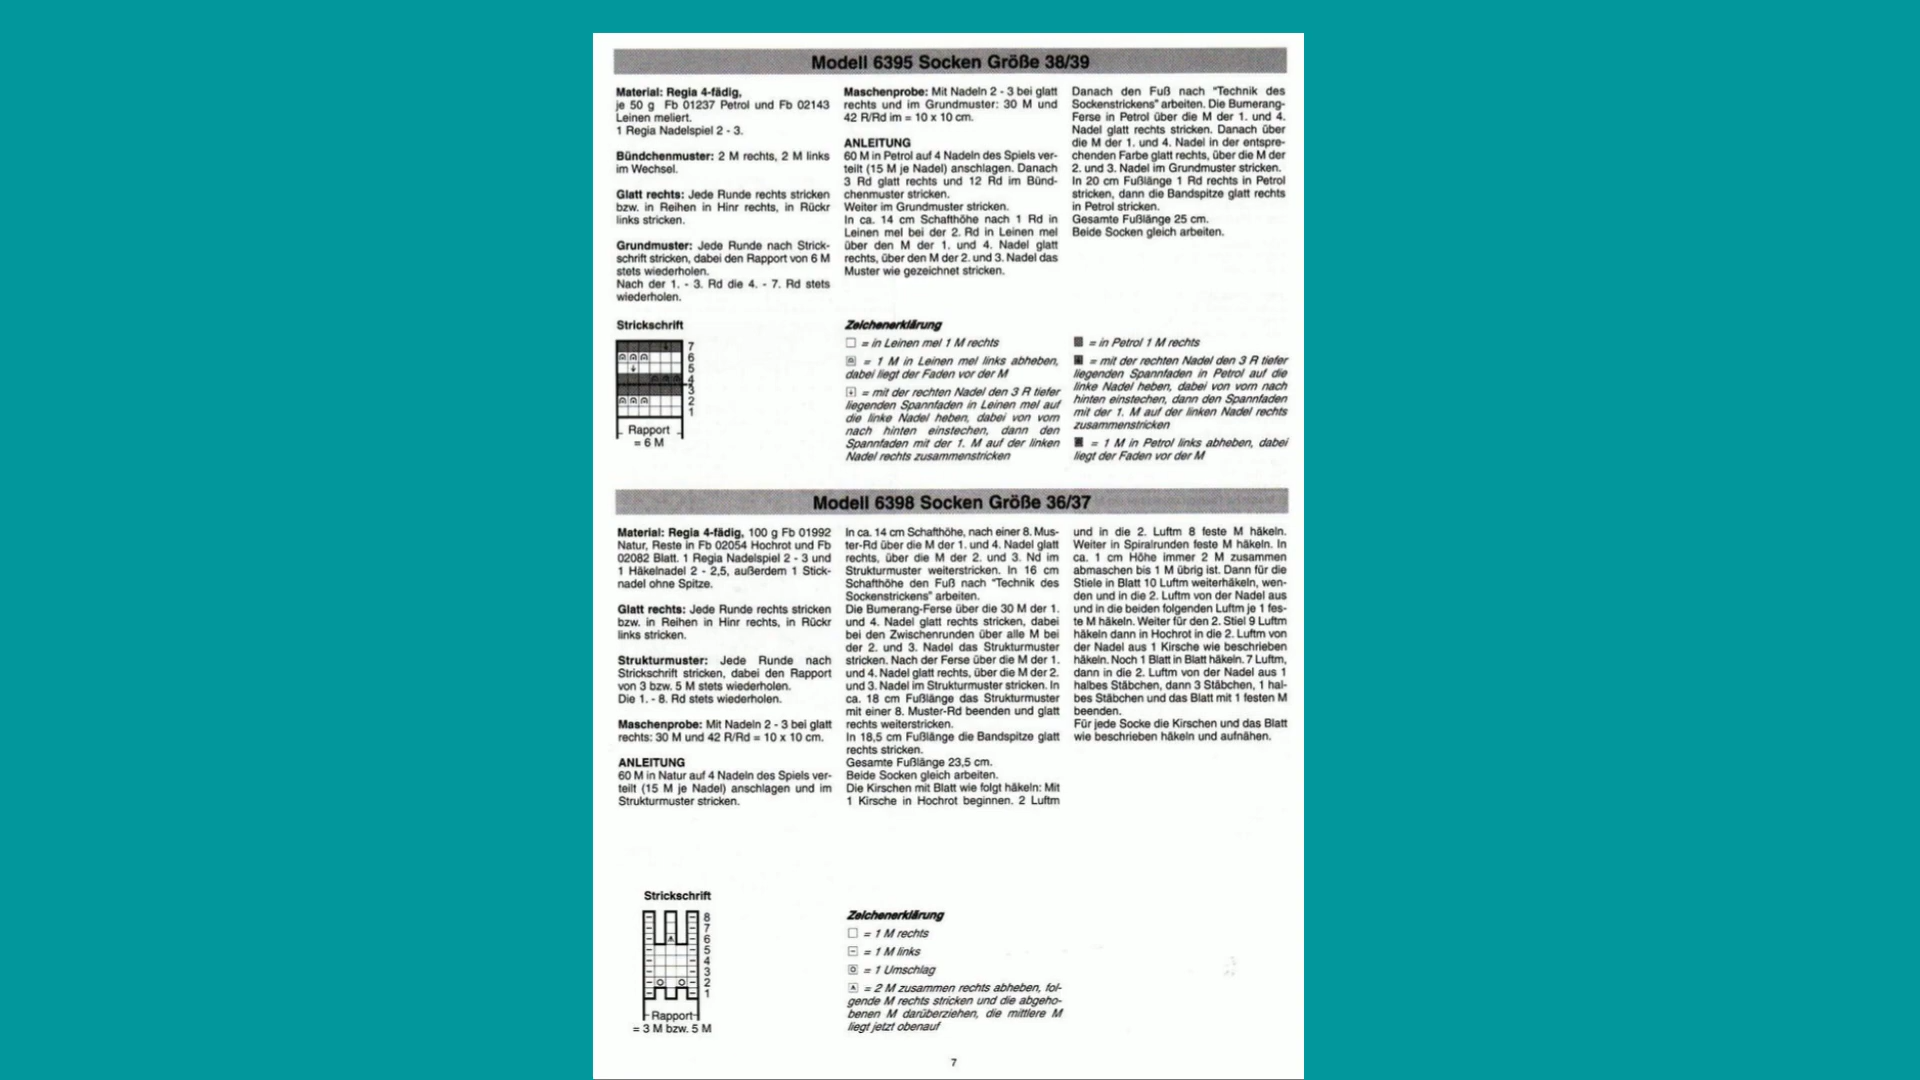 Modell 6395 Socken Größe 38/39
Material: Regia 4-fädig,
je 50 g Fb 01237 Petrol und Fb 02143
Leinen meliert.
1 Regia Nadelspiel 2 - 3.
Bündchenmuster: 2 M rechts, 2 M links
im Wechsel.
Glatt rechts: Jede Runde rechts stricken
bzw. in Reihen in Hinr rechts, in Rückr
links stricken.
Grundmuster: Jede Runde nach Strick-
schrift stricken, dabei den Rapport von 6 M
stets wiederholen.
Nach der 1. - 3. Rd die 4. - 7. Rd stets
wiederholen.
Maschenprobe: Mit Nadeln 2 - 3 bei glatt
rechts und im Grundmuster: 30 M und
42 R/Rd im = 10 x 10 cm.
ANLEITUNG
60 M in Petrol auf 4 Nadeln des Spiels ver-
teilt (15 M je Nadel) anschlagen. Danach
3 Rd glatt rechts und 12 Rd im Bünd-
chenmuster stricken.
Weiter im Grundmuster stricken.
In ca. 14 cm Schafthöhe nach 1 Rd in
Leinen mel bei der 2. Rd in Leinen mel
über den M der 1. und 4. Nadel glatt
rechts, über den M der 2. und 3. Nadel das
Muster wie gezeichnet stricken.
Danach den Fuß nach "Technik des
Sockenstrickens" arbeiten. Die Bumerang-
Ferse in Petrol über die M der 1. und 4.
Nadel glatt rechts stricken. Danach über
die M der 1. und 4. Nadel in der entspre-
chenden Farbe glatt rechts, über die M der
2. und 3. Nadel im Grundmuster stricken.
In 20 cm Fußlänge 1 Rd rechts in Petrol
stricken, dann die Bandspitze glatt rechts
in Petrol stricken.
Gesamte Fußlänge 25 cm.
Beide Socken gleich arbeiten.
Strickschrift
7
6
5
4
3
2
1
Rapport
= 6 M
Zeichenerklärung
= in Leinen mel 1 M rechts
= 1 M in Leinen mel links abheben,
dabei liegt der Faden vor der M
= mit der rechten Nadel den 3 R tiefer
liegenden Spannfaden in Leinen mel auf
die linke Nadel heben, dabei von vorn
nach hinten einstechen, dann den
Spannfaden mit der 1. M auf der linken
Nadel rechts zusammenstricken
= in Petrol 1 M rechts
= mit der rechten Nadel den 3 R tiefer
liegenden Spannfaden in Petrol auf die
linke Nadel heben, dabei von vorn nach
hinten einstechen, dann den Spannfaden
mit der 1. M auf der linken Nadel rechts
zusammenstricken
= 1 M in Petrol links abheben, dabei
liegt der Faden vor der M
Modell 6398 Socken Größe 36/37
Material: Regia 4-fädig, 100 g Fb 01992
Natur, Reste in Fb 02054 Hochrot und Fb
02082 Blatt. 1 Regia Nadelspiel 2 - 3 und
1 Häkelnadel 2 - 2,5, außerdem 1 Stick-
nadel ohne Spitze.
Glatt rechts: Jede Runde rechts stricken
bzw. in Reihen in Hinr rechts, in Rückr
links stricken.
Strukturmuster: Jede Runde nach
Strickschrift stricken, dabei den Rapport
von 3 bzw. 5 M stets wiederholen.
Die 1. - 8. Rd stets wiederholen.
Maschenprobe: Mit Nadeln 2 - 3 bei glatt
rechts: 30 M und 42 R/Rd = 10 x 10 cm.
ANLEITUNG
60 M in Natur auf 4 Nadeln des Spiels ver-
teilt (15 M je Nadel) anschlagen und im
Strukturmuster stricken.
In ca. 14 cm Schafthöhe, nach einer 8. Mus-
ter-Rd über die M der 1. und 4. Nadel glatt
rechts, über die M der 2. und 3. Nd im
Strukturmuster weiterstricken. In 16 cm
Schafthöhe den Fuß nach "Technik des
Sockenstrickens" arbeiten.
Die Bumerang-Ferse über die 30 M der 1.
und 4. Nadel glatt rechts stricken, dabei
bei den Zwischenrunden über alle M bei
der 2. und 3. Nadel das Strukturmuster
stricken. Nach der Ferse über die M der 1.
und 4. Nadel glatt rechts, über die M der 2.
und 3. Nadel im Strukturmuster stricken. In
ca. 18 cm Fußlänge das Strukturmuster
mit einer 8. Muster-Rd beenden und glatt
rechts weiterstricken.
In 18,5 cm Fußlänge die Bandspitze glatt
rechts stricken.
Gesamte Fußlänge 23,5 cm.
Beide Socken gleich arbeiten.
Die Kirschen mit Blatt wie folgt häkeln: Mit
1 Kirsche in Hochrot beginnen. 2 Luftm
und in die 2. Luftm 8 feste M häkeln.
Weiter in Spiralrunden feste M häkeln. In
ca. 1 cm Höhe immer 2 M zusammen
abmaschen bis 1 M übrig ist. Dann für die
Stiele in Blatt 10 Luftm weiterhäkeln, wen-
den und in die 2. Luftm von der Nadel aus
und in die beiden folgenden Luftm je 1 fes-
te M häkeln. Weiter für den 2. Stiel 9 Luftm
häkeln dann in Hochrot in die 2. Luftm von
der Nadel aus 1 Kirsche wie beschrieben
häkeln. Noch 1 Blatt in Blatt häkeln. 7 Luftm,
dann in die 2. Luftm von der Nadel aus 1
halbes Stäbchen, dann 3 Stäbchen, 1 hal-
bes Stäbchen und das Blatt mit 1 festen M
beenden.
Für jede Socke die Kirschen und das Blatt
wie beschrieben häkeln und aufnähen.
Strickschrift
8
7
6
5
4
3
2
1
Rapport
= 3 M bzw. 5 M
Zeichenerklärung
= 1 M rechts
= 1 M links
= 1 Umschlag
= 2 M zusammen rechts abheben, fol-
gende M rechts stricken und die abgeho-
benen M darüberziehen, die mittlere M
liegt jetzt obenauf
7